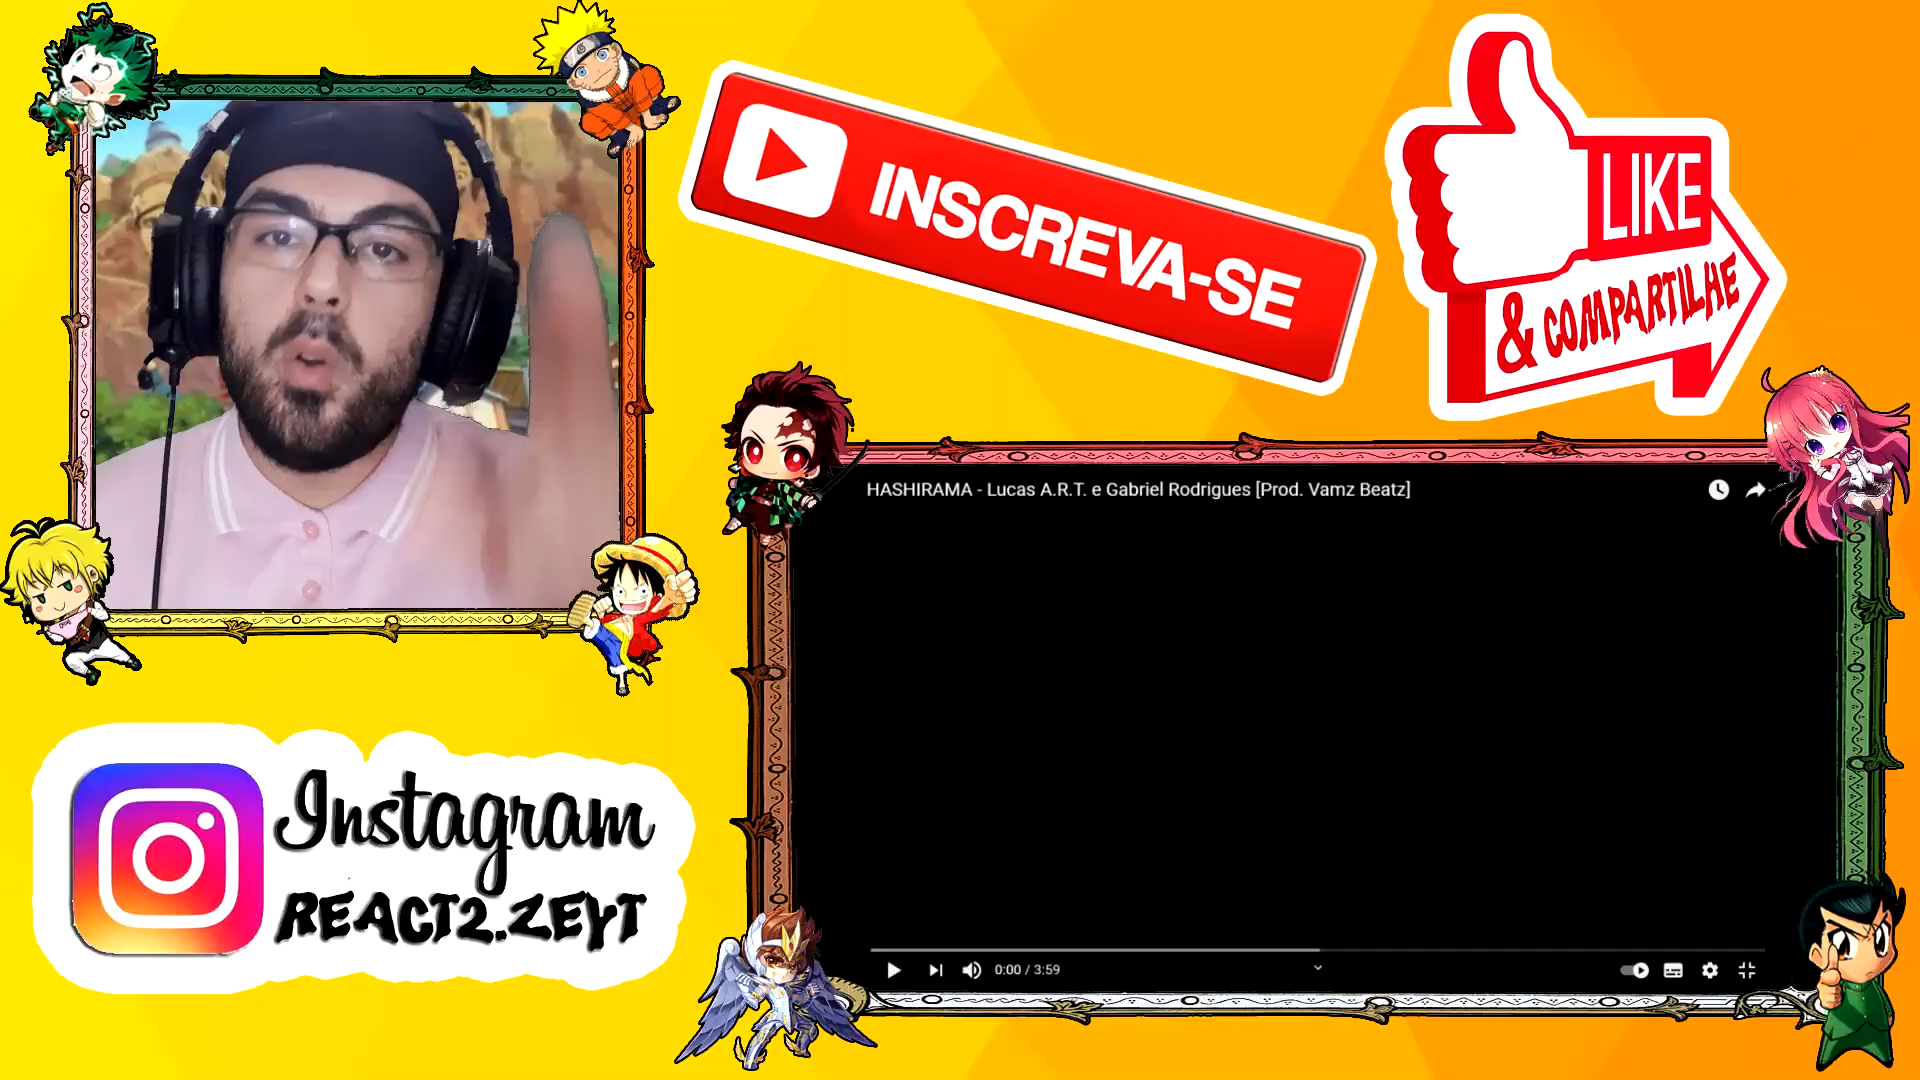 INSCREVA-SE
LIKE
& COMPARTILHE
HASHIRAMA - Lucas A.R.T. e Gabriel Rodrigues [Prod. Vamz Beatz]
0:00 / 3:59
Instagram
REACT2.ZEYT